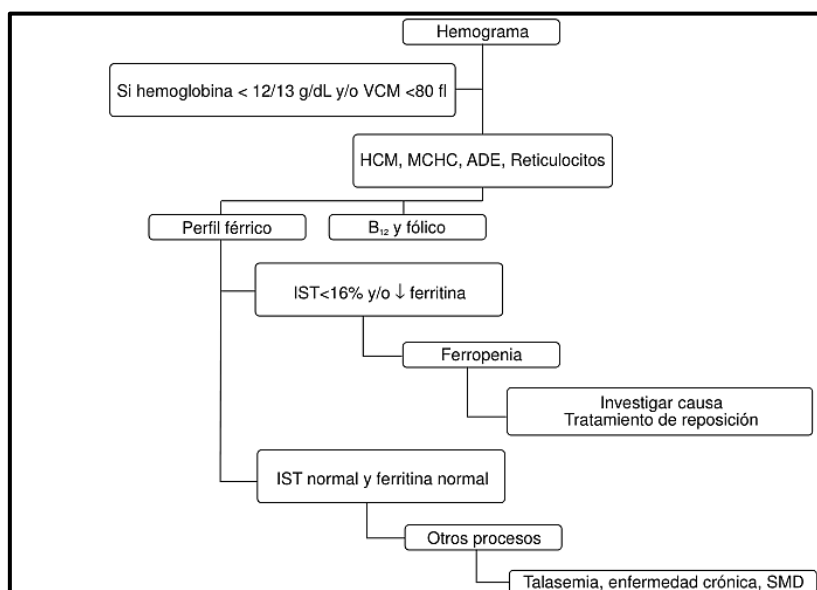 Hemograma
Si hemoglobina < 12/13 g/dL y/o VCM <80 fl
HCM, MCHC, ADE, Reticulocitos
Perfil férrico
B₁₂ y fólico
IST<16% y/o ↓ ferritina
Ferropenia
Investigar causa
Tratamiento de reposición
IST normal y ferritina normal
Otros procesos
Talasemia, enfermedad crónica, SMD